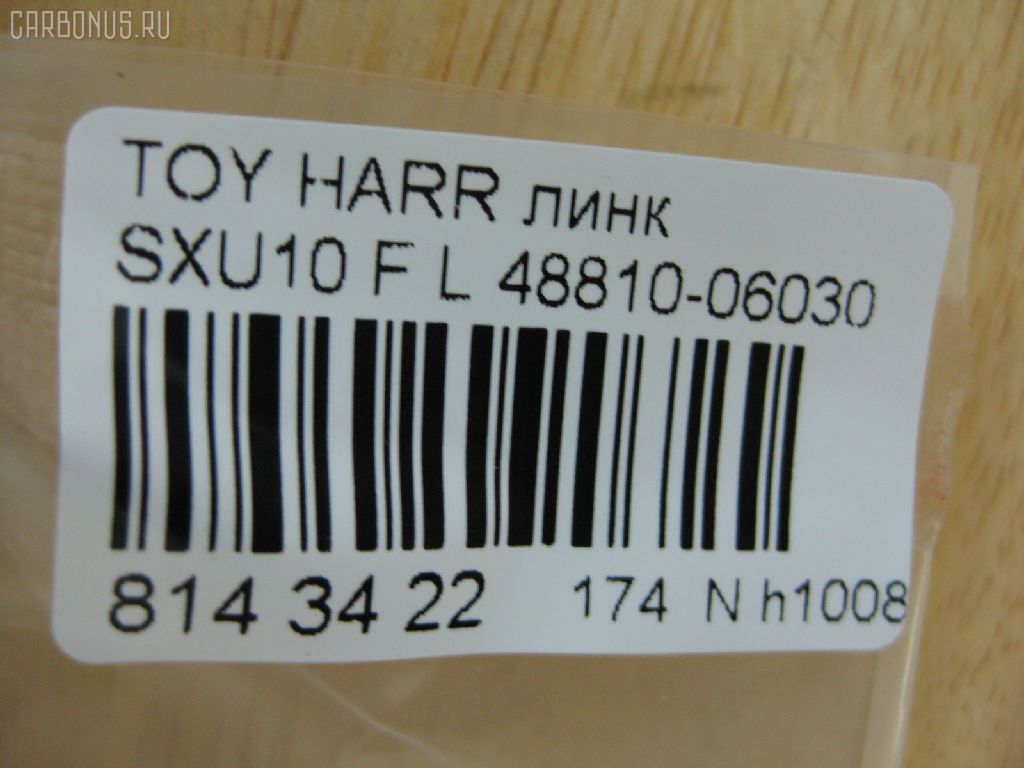 CARBONUS.RU
TOY HARR линк
SXU10 F L 48810-06030
814 34 22 174 N h1008